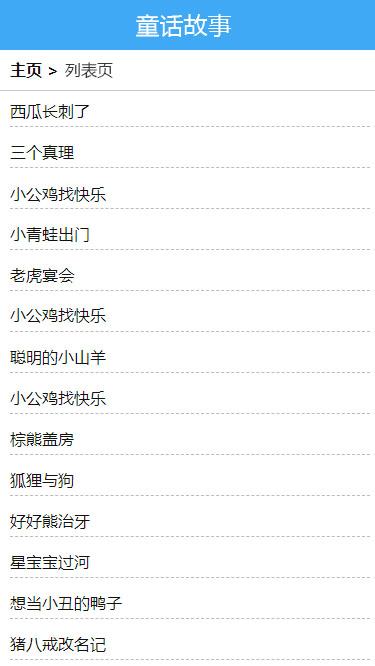 童话故事
主页 > 列表页
西瓜长刺了
三个真理
小公鸡找快乐
小青蛙出门
老虎宴会
小公鸡找快乐
聪明的小山羊
小公鸡找快乐
棕熊盖房
狐狸与狗
好好熊治牙
星宝宝过河
想当小丑的鸭子
猪八戒改名记